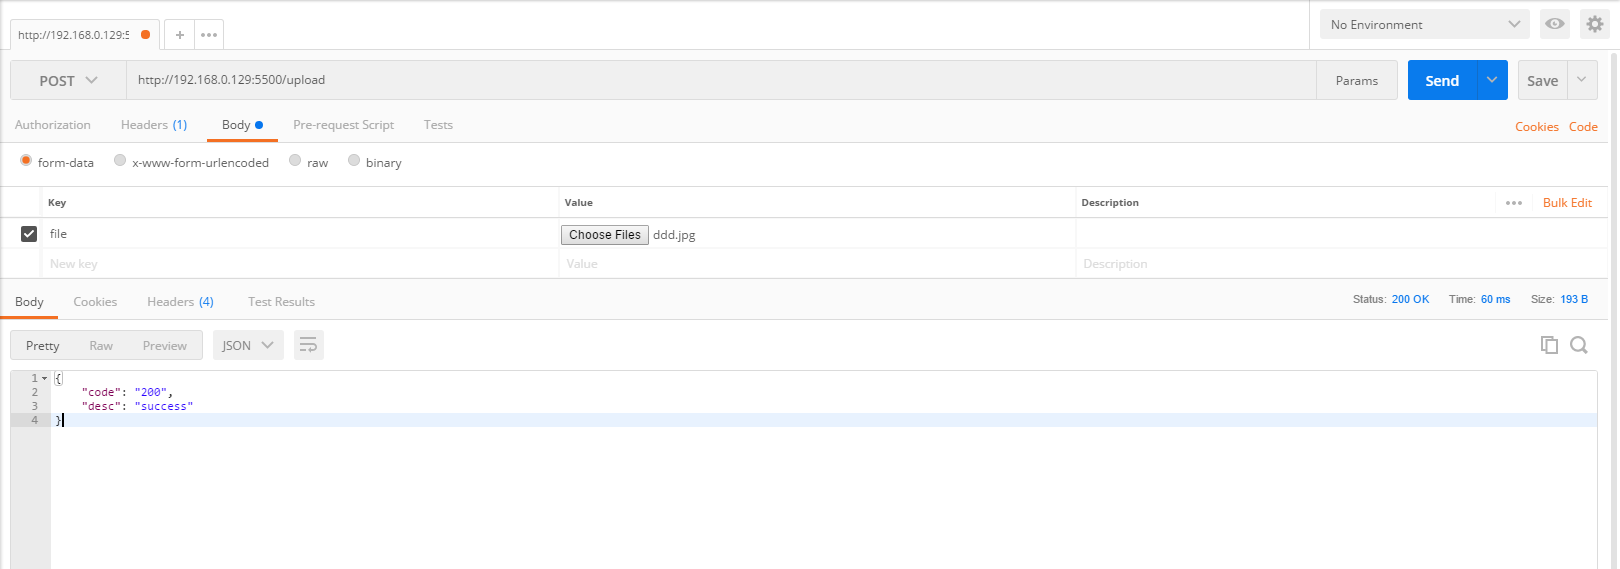 http://192.168.0.129:5 + ••• No Environment
POST http://192.168.0.129:5500/upload Params Send Save
Authorization Headers (1) Body Pre-request Script Tests Cookies Code
form-data x-www-form-urlencoded raw binary
Key Value Description ••• Bulk Edit
file Choose Files ddd.jpg
New key Value Description
Body Cookies Headers (4) Test Results Status: 200 OK Time: 60 ms Size: 193 B
Pretty Raw Preview JSON
1 {
2 "code": "200",
3 "desc": "success"
4 }